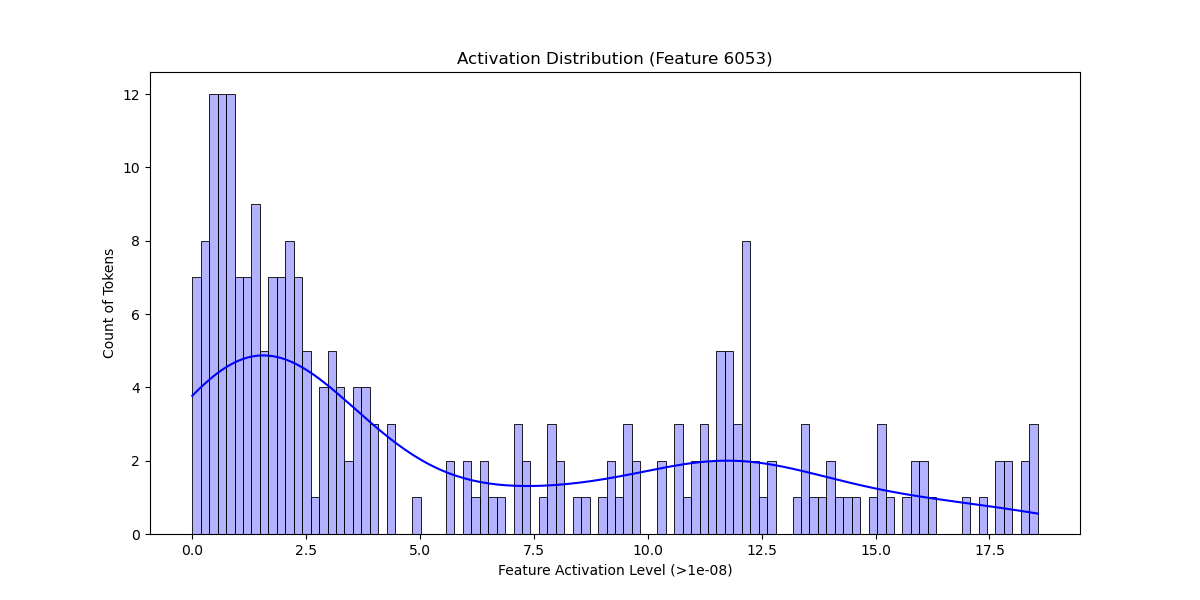 Activation Distribution (Feature 6053)
12
10
8
6
4
2
0
Count of Tokens
0.0 2.5 5.0 7.5 10.0 12.5 15.0 17.5
Feature Activation Level (>1e-08)